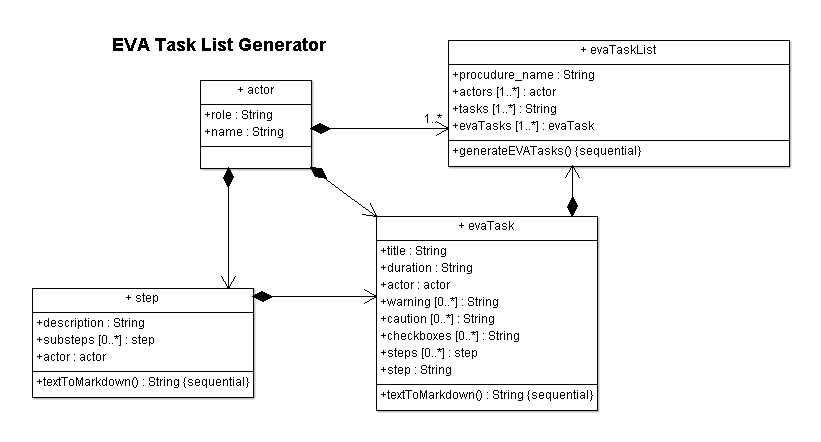 EVA Task List Generator
+ evaTaskList
+procudure_name : String
+actors [1..*] : actor
+tasks [1..*] : String
+evaTasks [1..*] : evaTask
+generateEVATasks() {sequential}
+ actor
+role : String
+name : String
1..*
+ evaTask
+title : String
+duration : String
+actor : actor
+warning [0..*] : String
+caution [0..*] : String
+checkboxes [0..*] : String
+steps [0..*] : step
+step : String
+textToMarkdown() : String {sequential}
+ step
+description : String
+substeps [0..*] : step
+actor : actor
+textToMarkdown() : String {sequential}